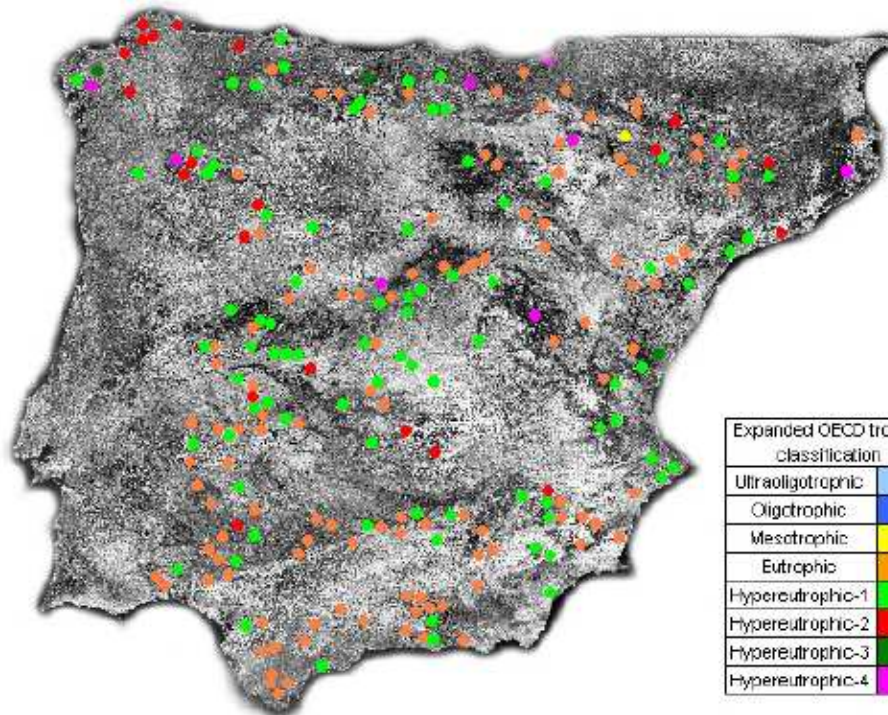 Expanded OECD tro
classification
Ultraoligotrophic
Oligotrophic
Mesotrophic
Eutrophic
Hypereutrophic-1
Hypereutrophic-2
Hypereutrophic-3
Hypereutrophic-4